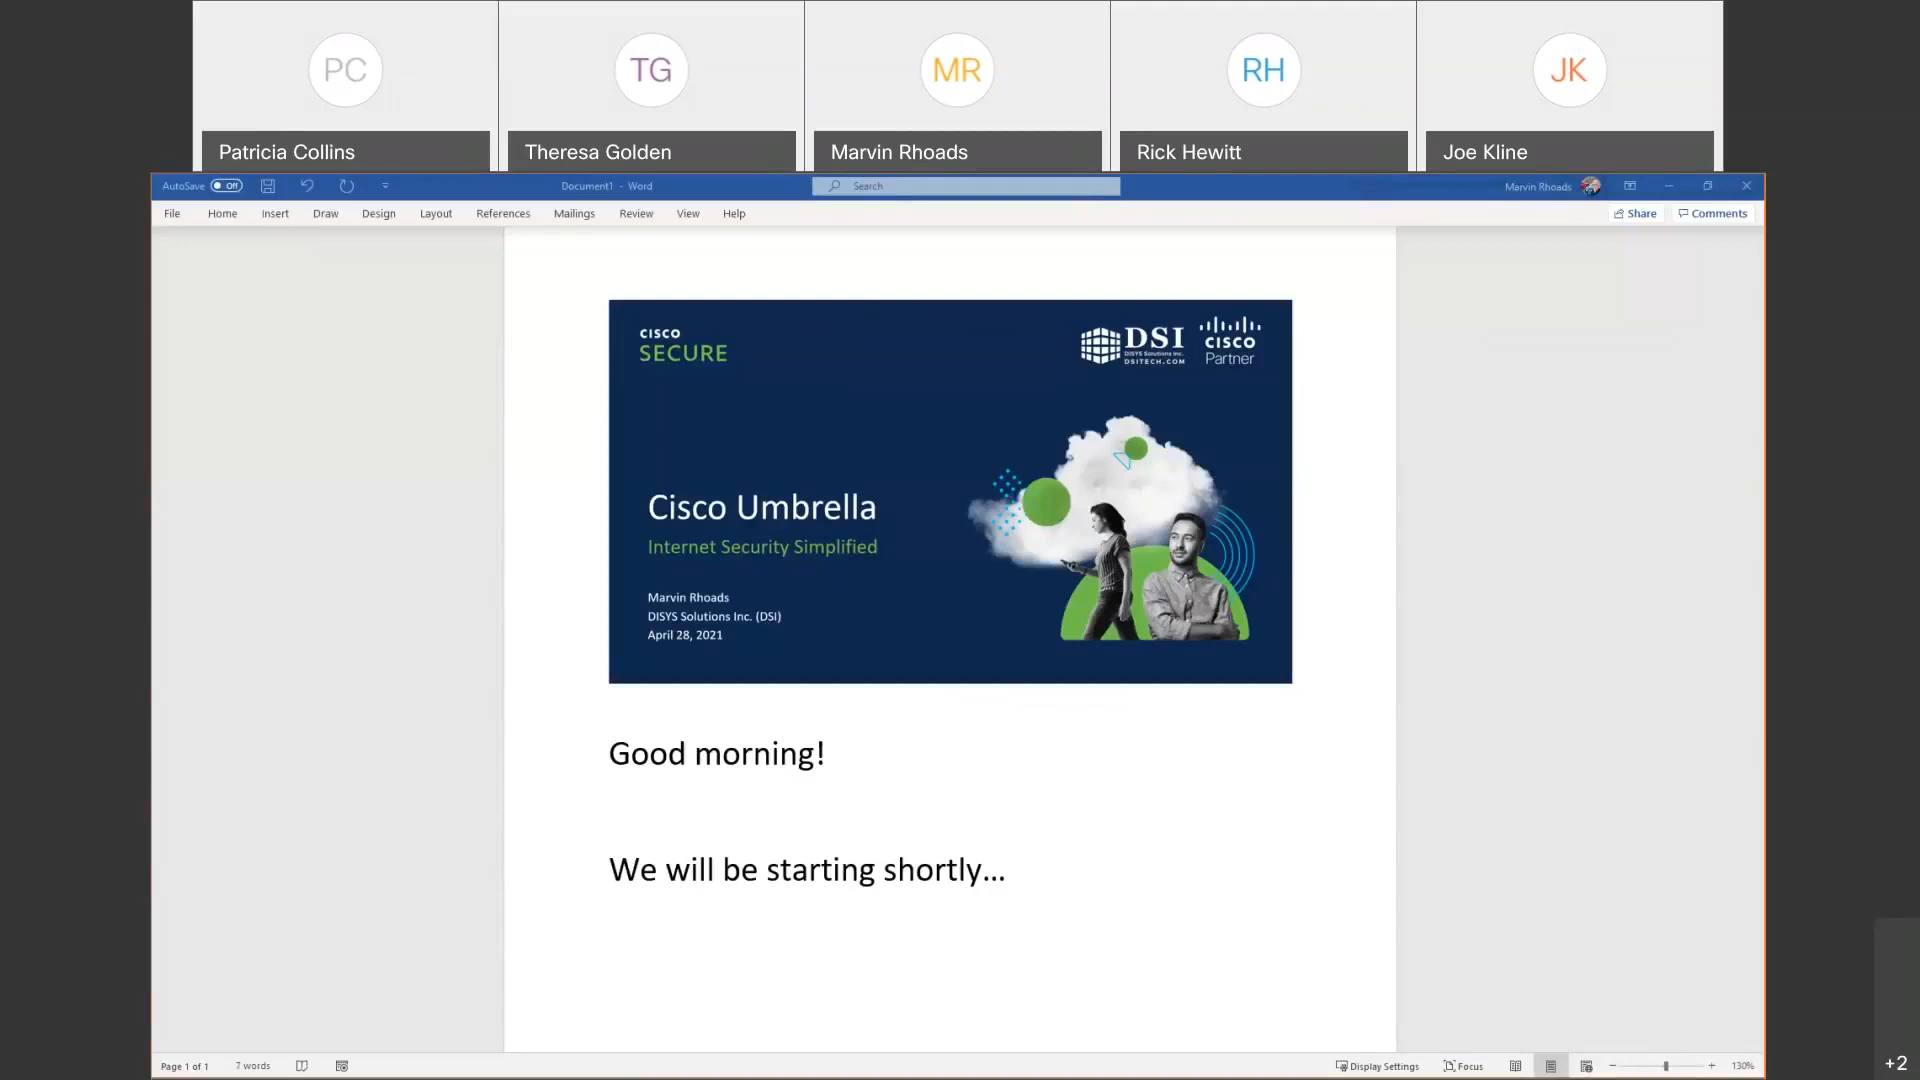 PC
TG
MR
RH
JK
Patricia Collins
Theresa Golden
Marvin Rhoads
Rick Hewitt
Joe Kline
AutoSave Off
Document1 - Word
Search
Marvin Rhoads
File Home Insert Draw Design Layout References Mailings Review View Help
Share
Comments
CISCO
SECURE
DSI
DISYS Solutions Inc.
DSITECH.COM
CISCO
Partner
Cisco Umbrella
Internet Security Simplified
Marvin Rhoads
DISYS Solutions Inc. (DSI)
April 28, 2021
Good morning!
We will be starting shortly...
Page 1 of 1
7 words
Display Settings
Focus
130%
+2